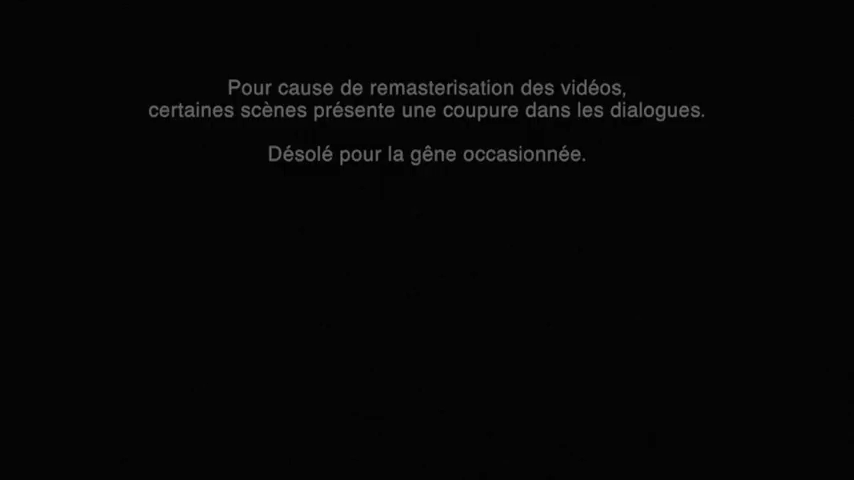 Pour cause de remasterisation des vidéos,
certaines scènes présente une coupure dans les dialogues.
Désolé pour la gêne occasionnée.